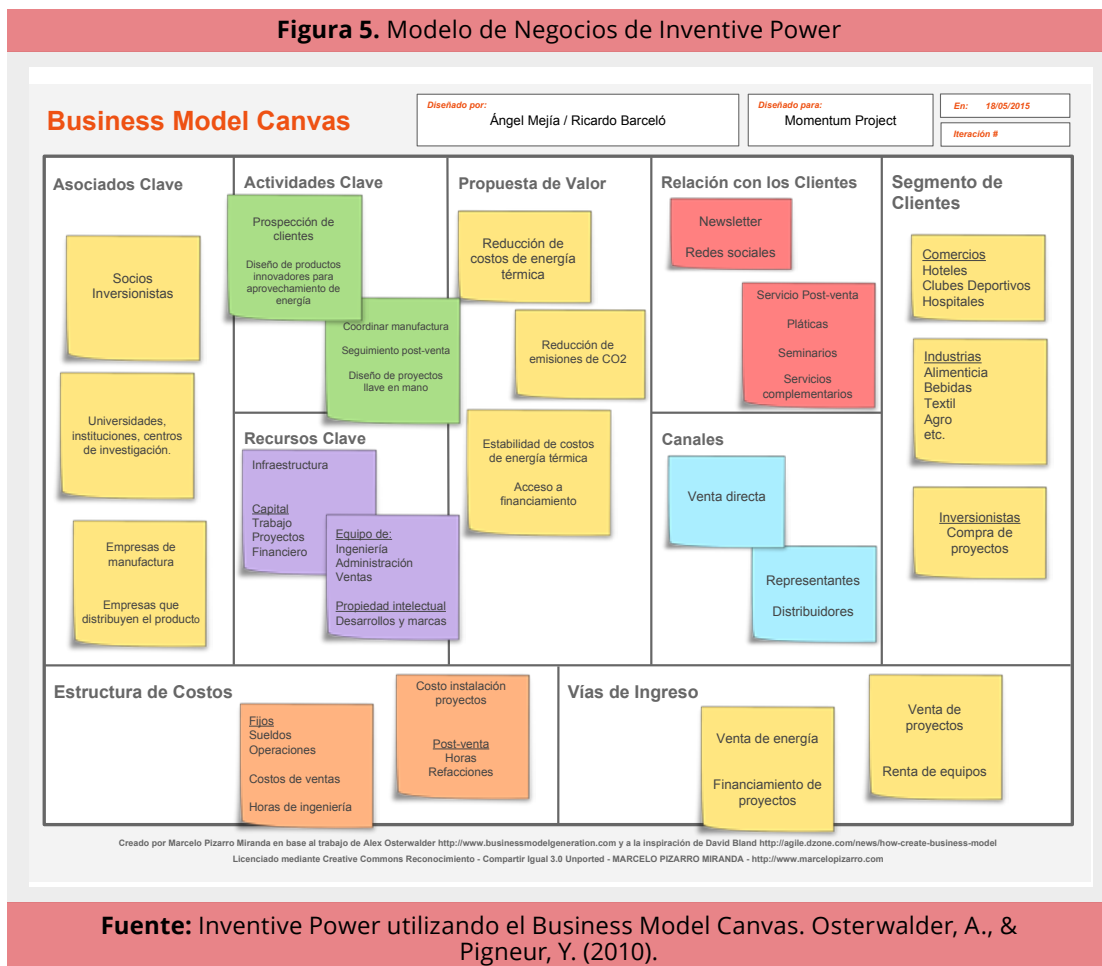 Figura 5. Modelo de Negocios de Inventive Power
Business Model Canvas
Diseñado por:
Ángel Mejía / Ricardo Barceló
Diseñado para:
Momentum Project
En: 18/05/2015
Iteración #
Asociados Clave
Socios
Inversionistas
Universidades,
instituciones, centros
de investigación.
Empresas de
manufactura
Empresas que
distribuyen el producto
Actividades Clave
Prospección de
clientes
Diseño de productos
innovadores para
aprovechamiento de
energía
Coordinar manufactura
Seguimiento post-venta
Diseño de proyectos
llave en mano
Recursos Clave
Infraestructura
Capital
Trabajo
Proyectos
Financiero
Equipo de:
Ingeniería
Administración
Ventas
Propiedad intelectual
Desarrollos y marcas
Propuesta de Valor
Reducción de
costos de energía
térmica
Reducción de
emisiones de CO2
Estabilidad de costos
de energía térmica
Acceso a
financiamiento
Relación con los Clientes
Newsletter
Redes sociales
Servicio Post-venta
Pláticas
Seminarios
Servicios
complementarios
Canales
Venta directa
Representantes
Distribuidores
Segmento de
Clientes
Comercios
Hoteles
Clubes Deportivos
Hospitales
Industrias
Alimenticia
Bebidas
Textil
Agro
etc.
Inversionistas
Compra de
proyectos
Estructura de Costos
Fijos
Sueldos
Operaciones
Costos de ventas
Horas de ingeniería
Costo instalación
proyectos
Post-venta
Horas
Refacciones
Vías de Ingreso
Venta de energía
Financiamiento de
proyectos
Venta de
proyectos
Renta de equipos
Creado por Marcelo Pizarro Miranda en base al trabajo de Alex Osterwalder http://www.businessmodelgeneration.com y a la inspiración de David Bland http://agile.dzone.com/news/how-create-business-model
Licenciado mediante Creative Commons Reconocimiento - Compartir Igual 3.0 Unported - MARCELO PIZARRO MIRANDA - http://www.marcelopizarro.com
Fuente: Inventive Power utilizando el Business Model Canvas. Osterwalder, A., &
Pigneur, Y. (2010).